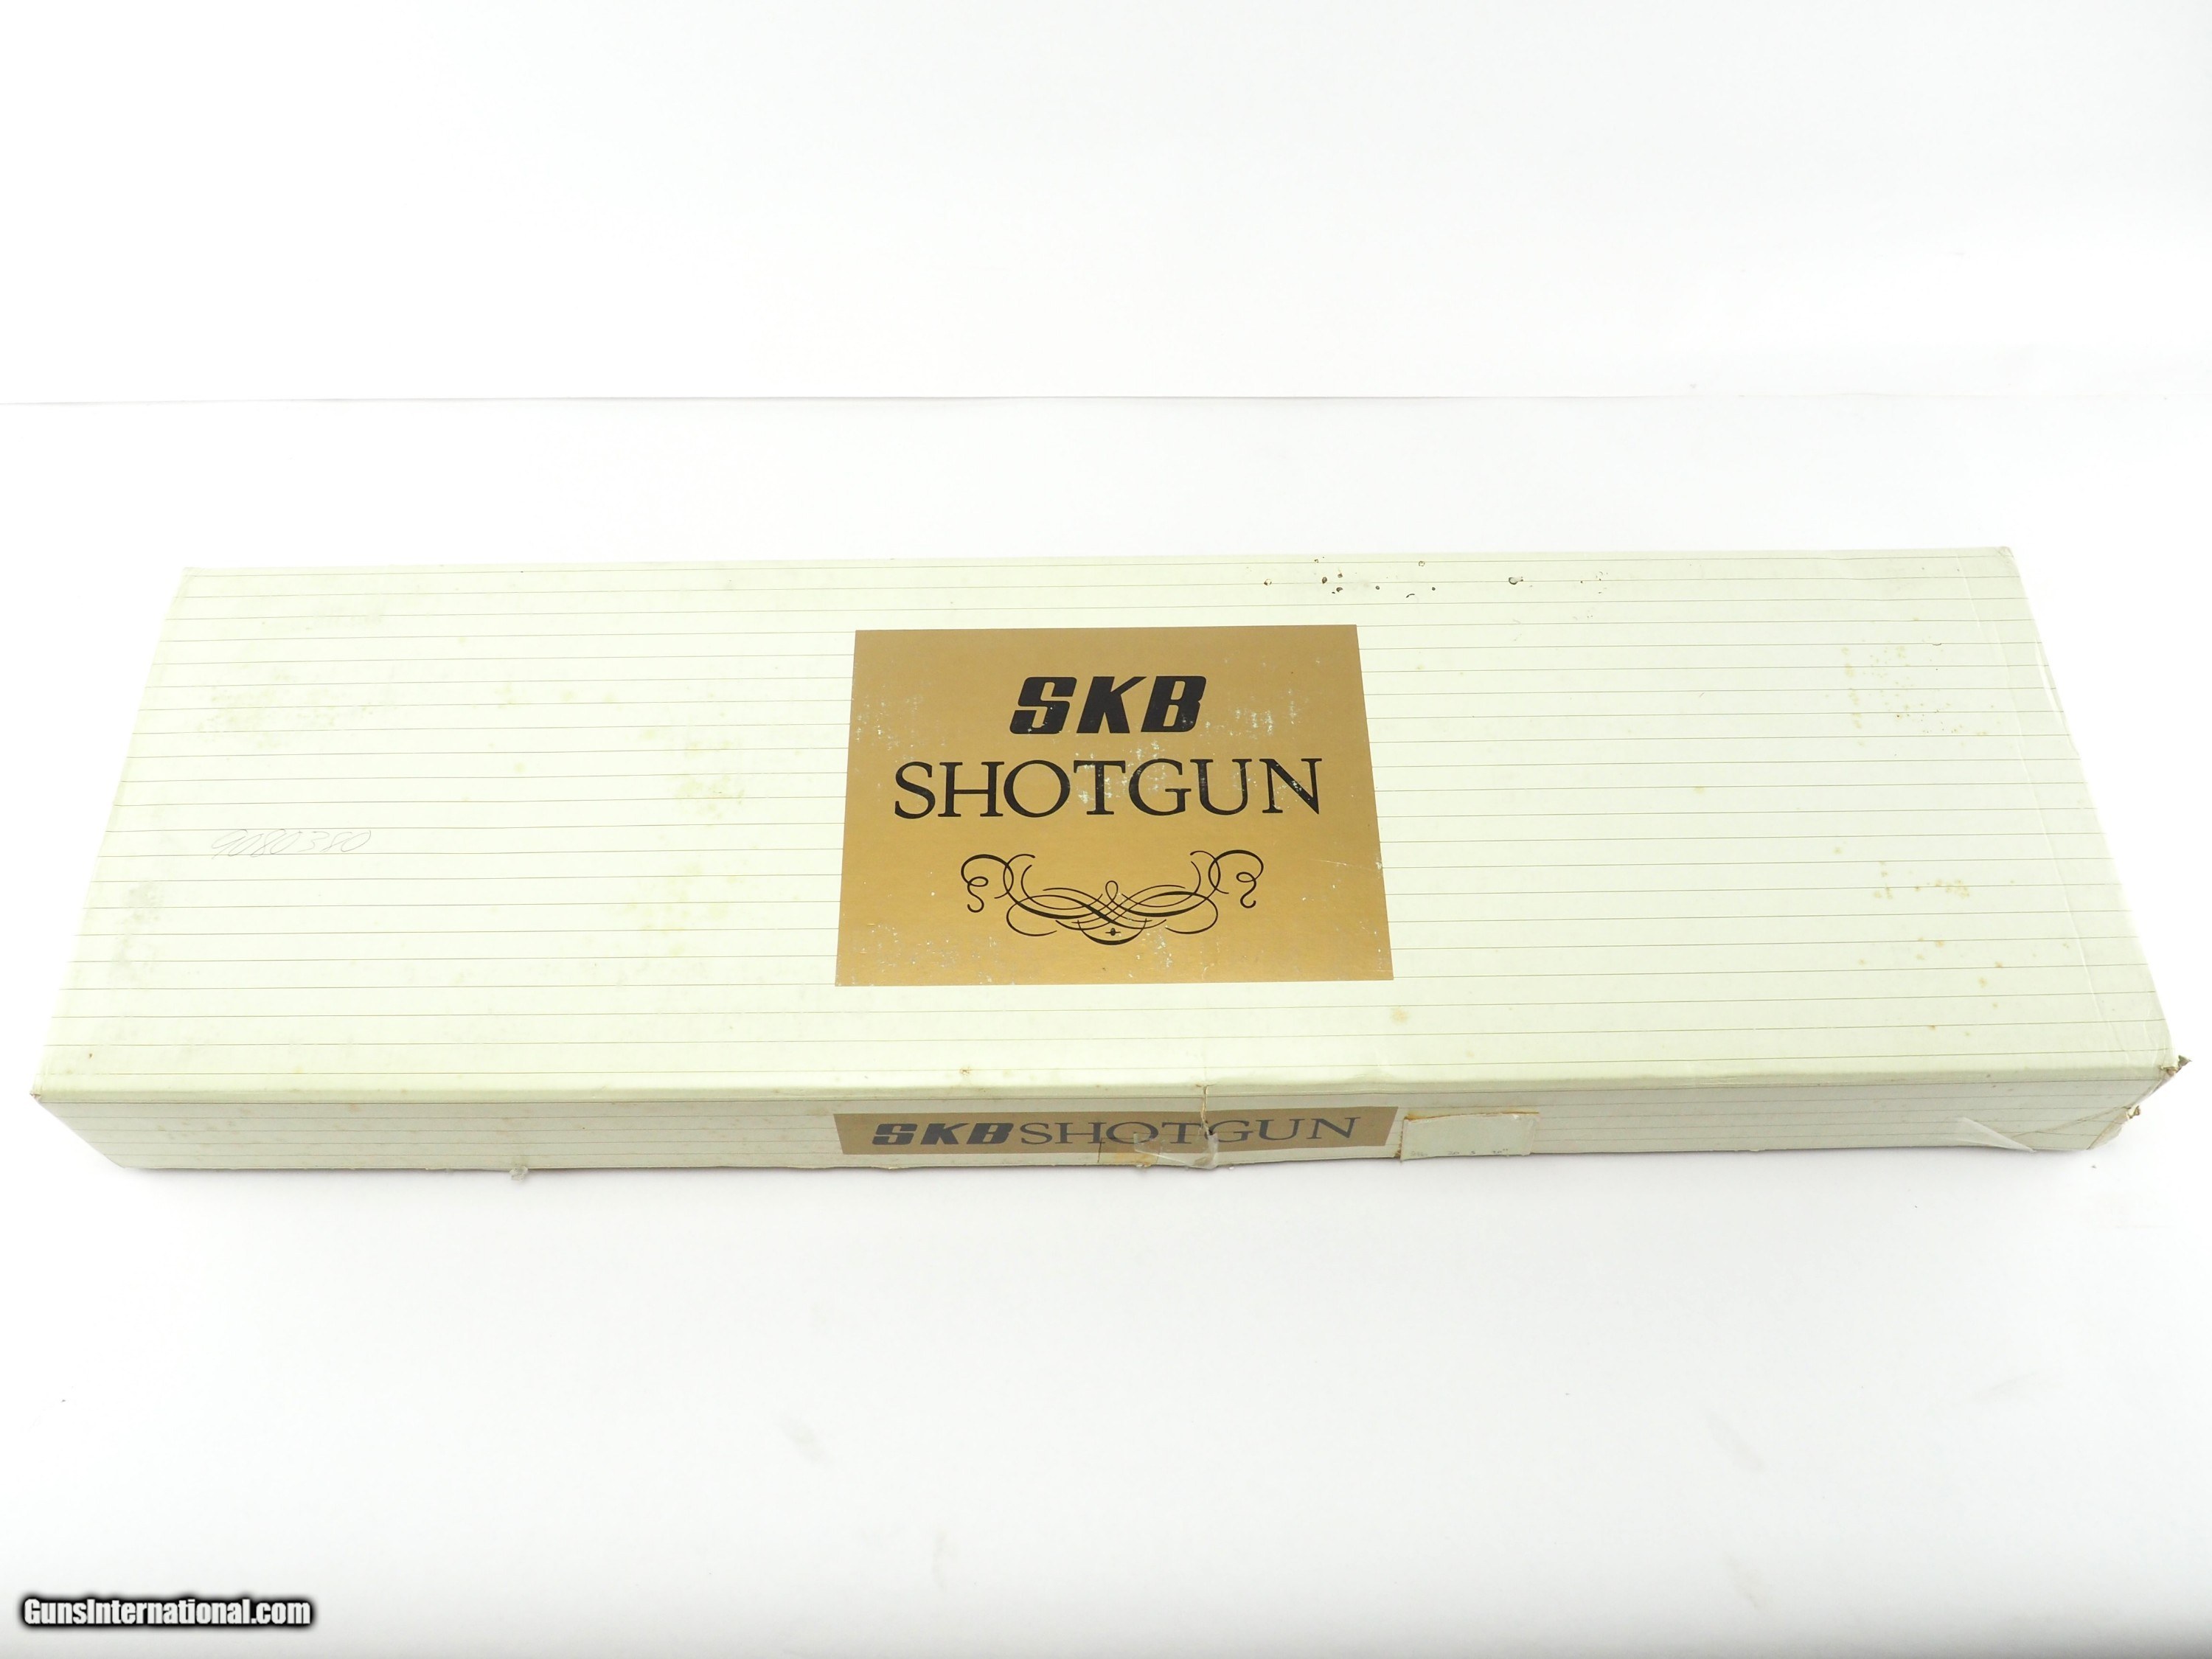 SKB
SHOTGUN
9080380
SKB SHOTGUN
GunsInternational.com